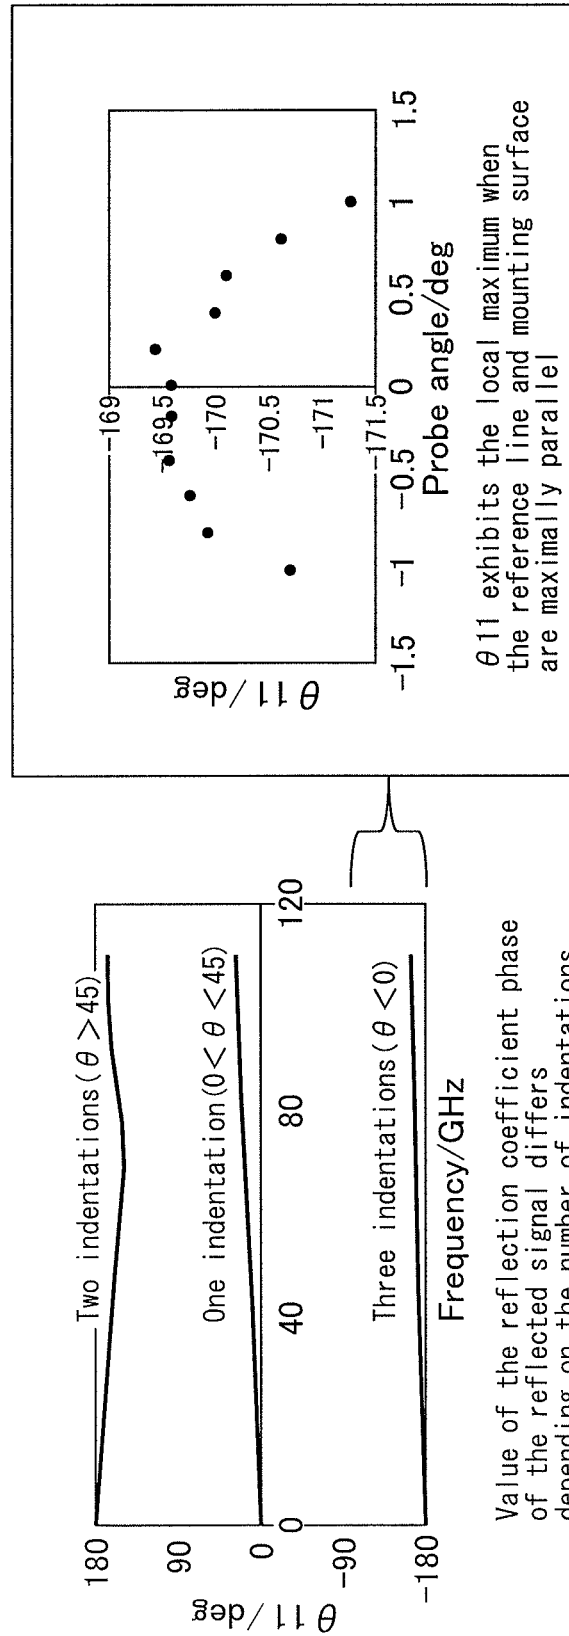 180
90
0
-90
-180
θ11/deg
Two indentations(θ>45)
One indentation(0<θ<45)
Three indentations(θ<0)
0
40
80
120
Frequency/GHz
Value of the reflection coefficient phase
of the reflected signal differs
depending on the number of indentations
-169
-169.5
-170
-170.5
-171
-171.5
θ11/deg
-1.5
-1
-0.5
0
0.5
1
1.5
Probe angle/deg
θ11 exhibits the local maximum when
the reference line and mounting surface
are maximally parallel